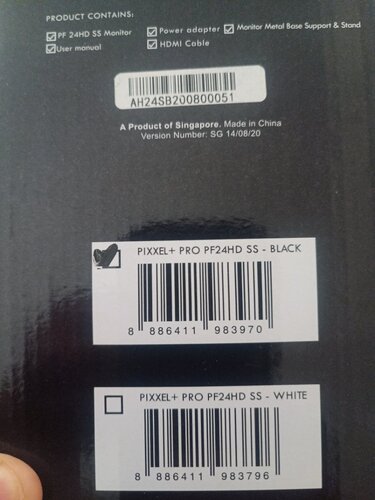 PRODUCT CONTAINS:
PF 24HD SS Monitor Power adapter Monitor Metal Base Support & Stand
User manual HDMI Cable
AH24SB200800051
A Product of Singapore. Made in China
Version Number: SG 14/08/20
PIXXEL+ PRO PF24HD SS - BLACK
8 886411 983970
PIXXEL+ PRO PF24HD SS - WHITE
8 886411 983796